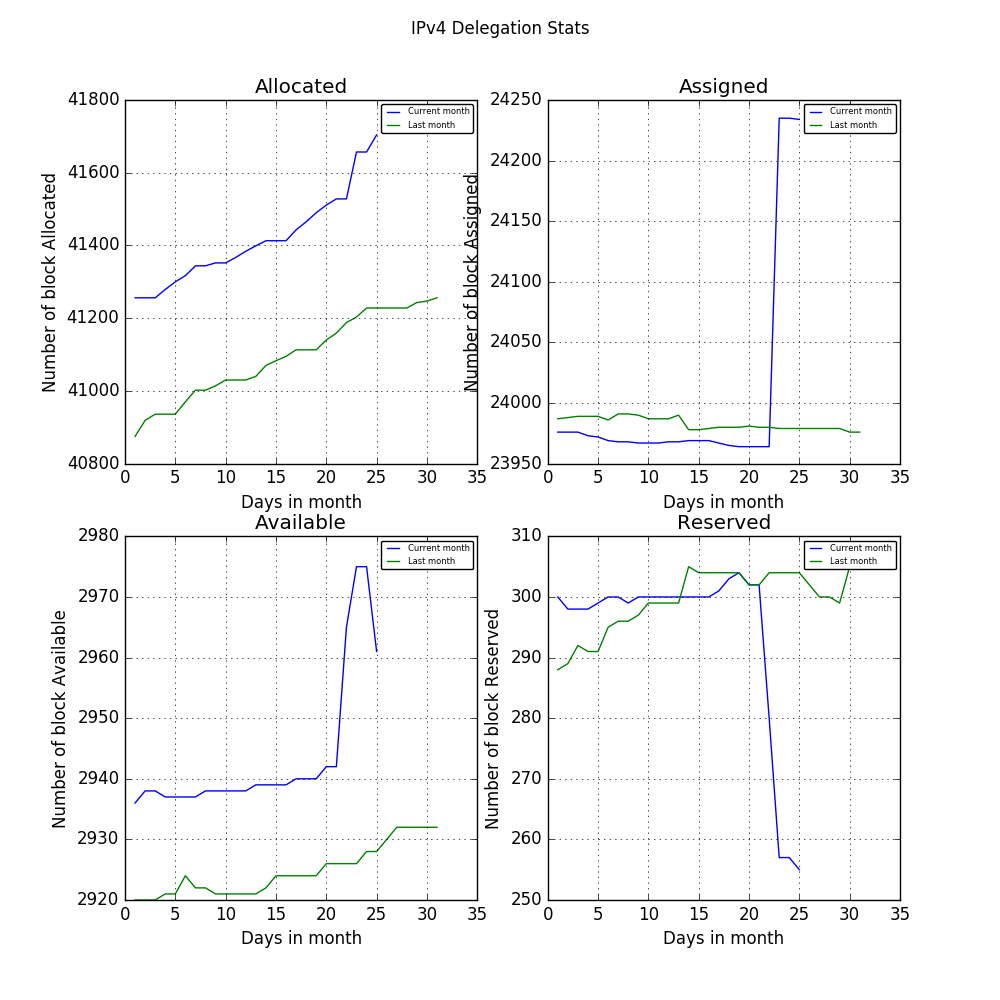 IPv4 Delegation Stats
Allocated
Number of block Allocated
41800
41600
41400
41200
41000
40800
Current month
Last month
0 5 10 15 20 25 30 35
Days in month
Assigned
Number of block Assigned
24250
24200
24150
24100
24050
24000
23950
Current month
Last month
0 5 10 15 20 25 30 35
Days in month
Available
Number of block Available
2980
2970
2960
2950
2940
2930
2920
Current month
Last month
0 5 10 15 20 25 30 35
Days in month
Reserved
Number of block Reserved
310
300
290
280
270
260
250
Current month
Last month
0 5 10 15 20 25 30 35
Days in month